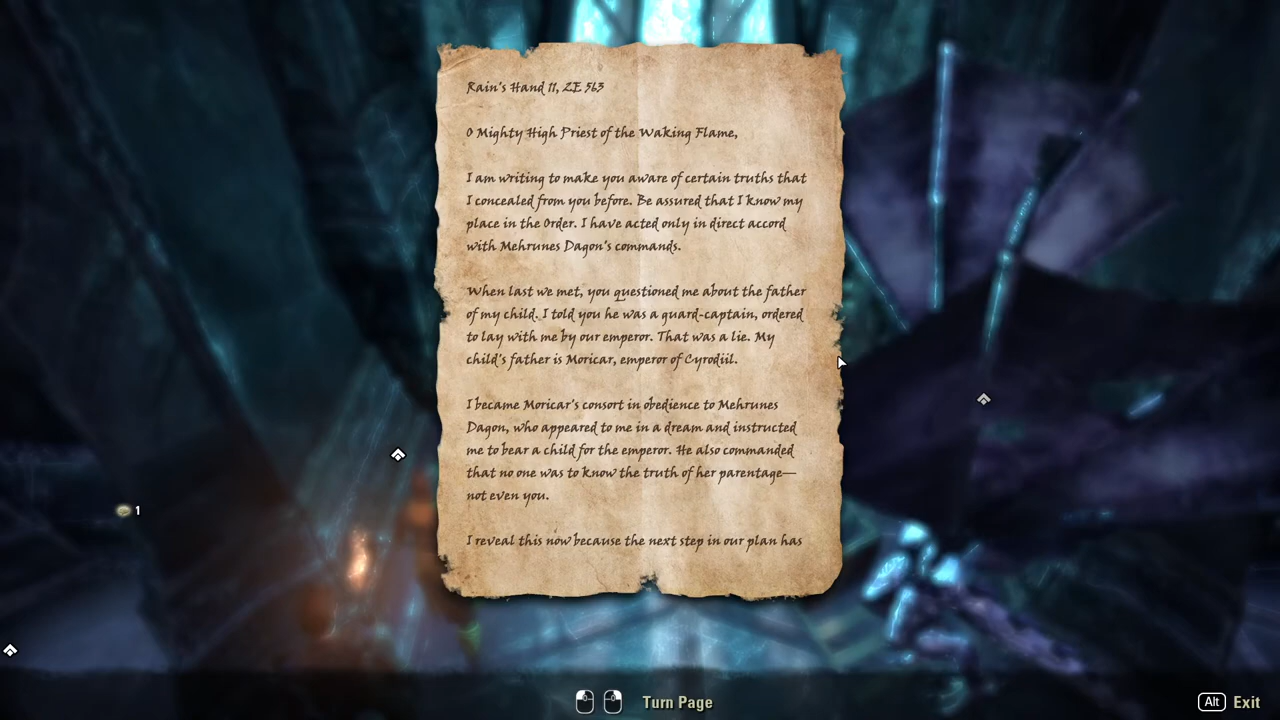 Rain's Hand 11, 2E 563
O Mighty High Priest of the Waking Flame,
I am writing to make you aware of certain truths that
I concealed from you before. Be assured that I know my
place in the Order. I have acted only in direct accord
with Mehrunes Dagon's commands.
When last we met, you questioned me about the father
of my child. I told you he was a guard-captain, ordered
to lay with me by our emperor. That was a lie. My
child's father is Moricar, emperor of Cyrodiil.
I became Moricar's consort in obedience to Mehrunes
Dagon, who appeared to me in a dream and instructed
me to bear a child for the emperor. He also commanded
that no one was to know the truth of her parentage—
not even you.
I reveal this now because the next step in our plan has
1
Turn Page
Alt Exit